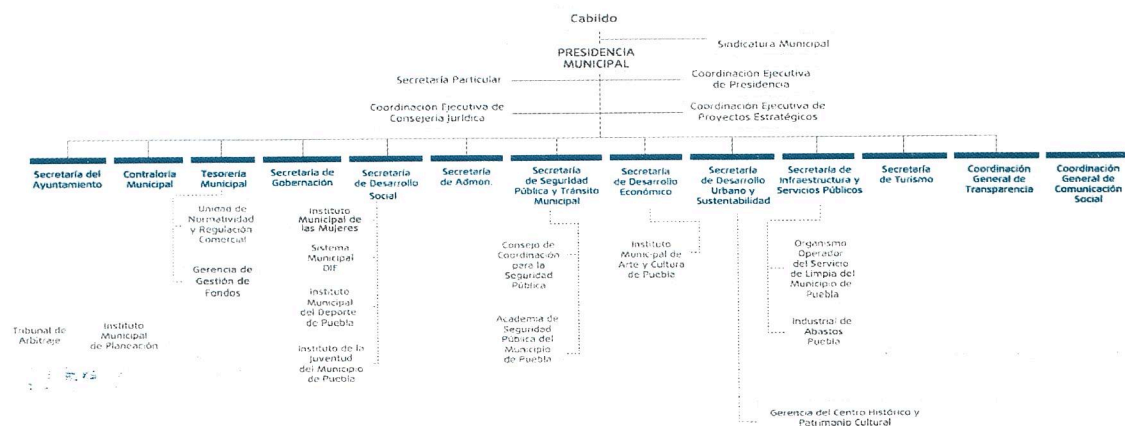 Cabildo
Sindicatura Municipal
PRESIDENCIA
MUNICIPAL
Secretaría Particular
Coordinación Ejecutiva
de Presidencia
Coordinación Ejecutiva de
Consejería Jurídica
Coordinación Ejecutiva de
Proyectos Estratégicos
Secretaría del
Ayuntamiento
Contraloría
Municipal
Tesorería
Municipal
Secretaría de
Gobernación
Secretaría
de Desarrollo
Social
Secretaría
de Admon.
Secretaría
de Seguridad
Pública y Tránsito
Municipal
Secretaría
de Desarrollo
Económico
Secretaría
de Desarrollo
Urbano y
Sustentabilidad
Secretaría de
Infraestructura y
Servicios Públicos
Secretaría
de Turismo
Coordinación
General de
Transparencia
Coordinación
General de
Comunicación
Social
Unidad de
Normatividad
y Regulación
Comercial
Gerencia de
Gestión de
Fondos
Instituto
Municipal de
las Mujeres
Sistema
Municipal
DIF
Instituto
Municipal
del Deporte
de Puebla
Instituto de la
Juventud
del Municipio
de Puebla
Consejo de
Coordinación
para la
Seguridad
Pública
Academia de
Seguridad
Pública del
Municipio
de Puebla
Instituto
Municipal de
Arte y Cultura
de Puebla
Organismo
Operador
del Servicio
de Limpia del
Municipio de
Puebla
Industrial de
Abastos
Puebla
Tribunal de
Arbitraje
Instituto
Municipal
de Planeación
Gerencia del Centro Histórico y
Patrimonio Cultural